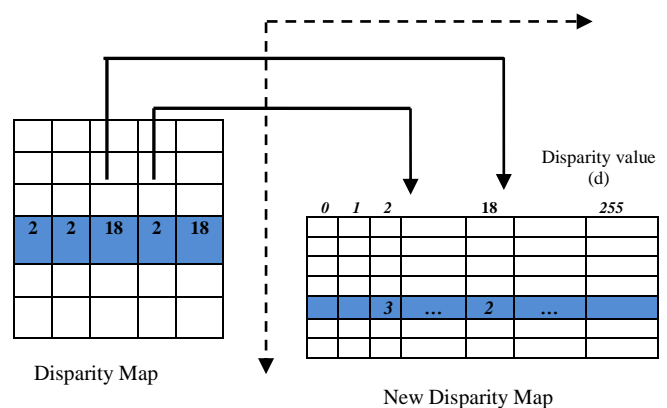 Disparity value
(d)
0 1 2 18 255
2 2 18 2 18
3 ... 2 ...
Disparity Map
New Disparity Map